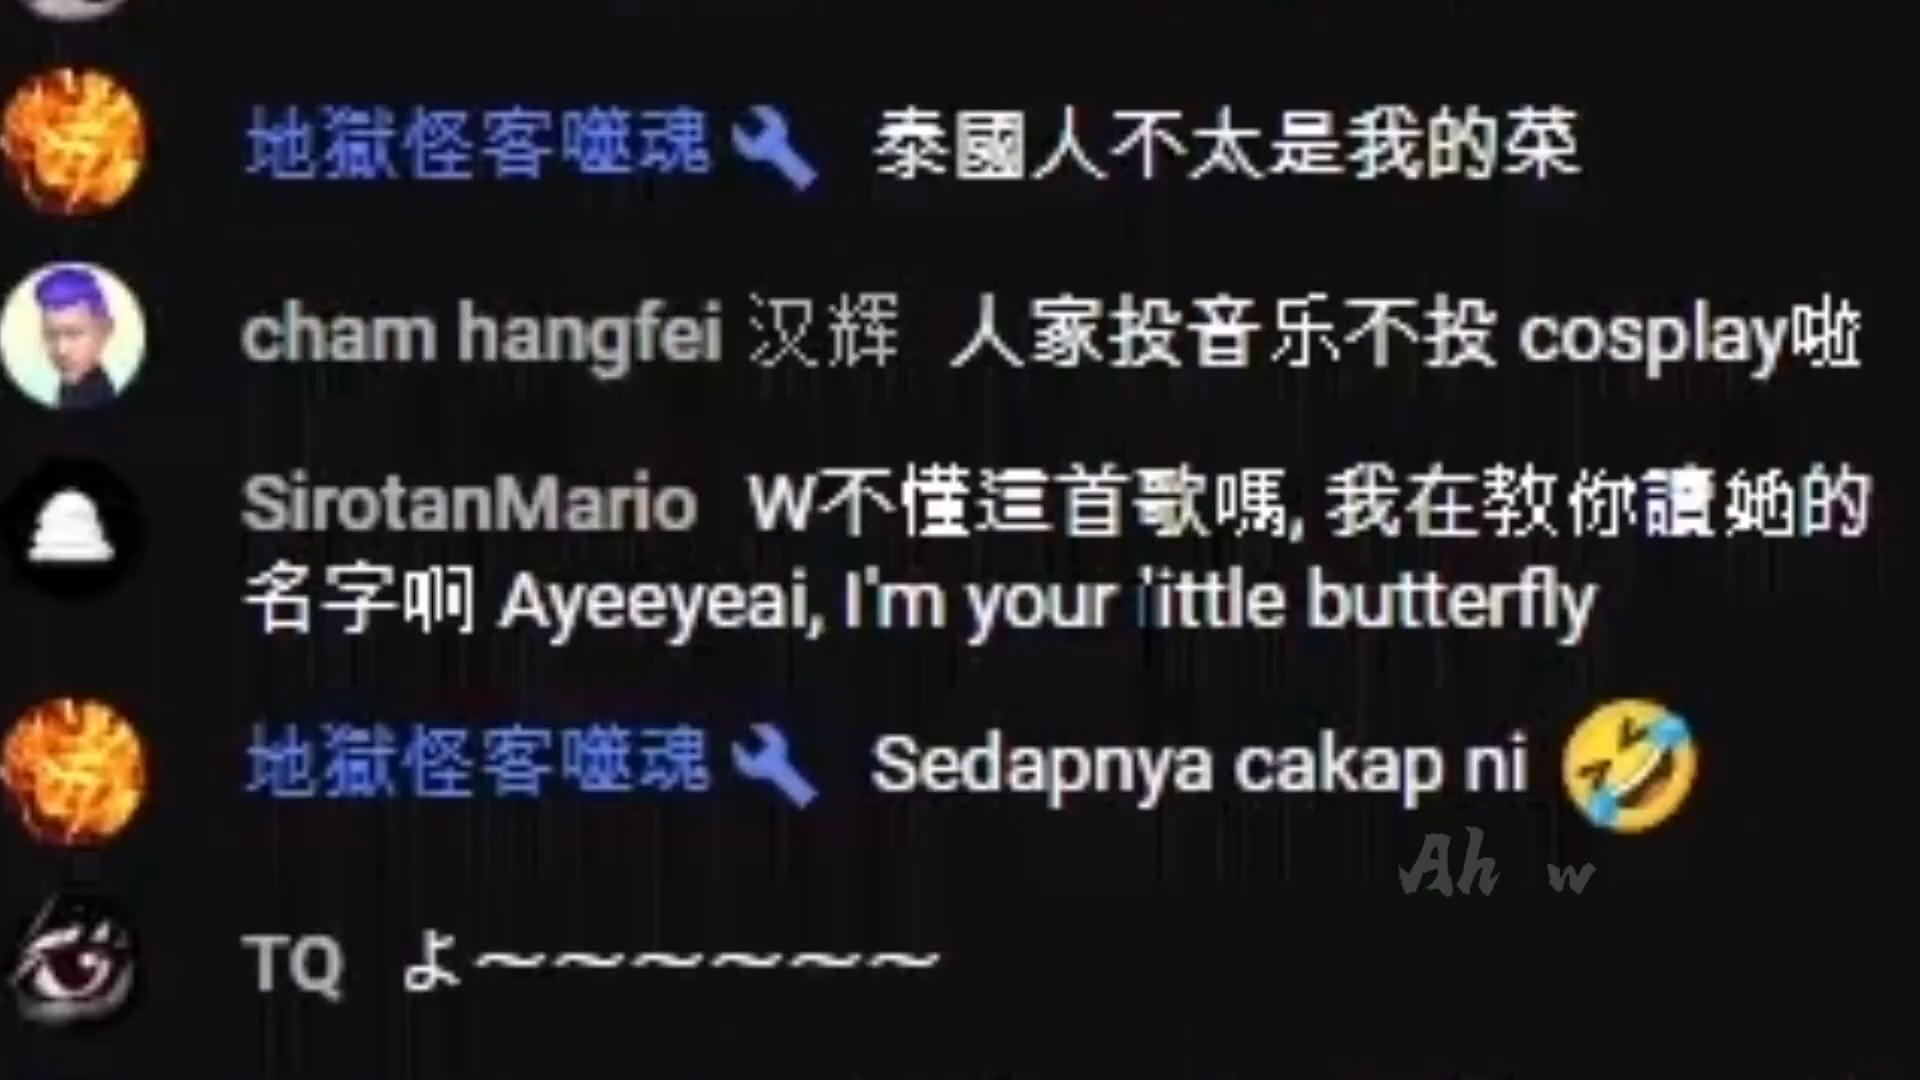 地獄怪客噬魂 泰國人不太是我的菜
cham hangfei 汉辉 人家投音乐不投 cosplay啦
SirotanMario W不懂這首歌嗎, 我在教你讀她的
名字啊 Ayeeyeai, I'm your little butterfly
地獄怪客噬魂 Sedapnya cakap ni 🤣
Ah w
TQ よ～～～～～～